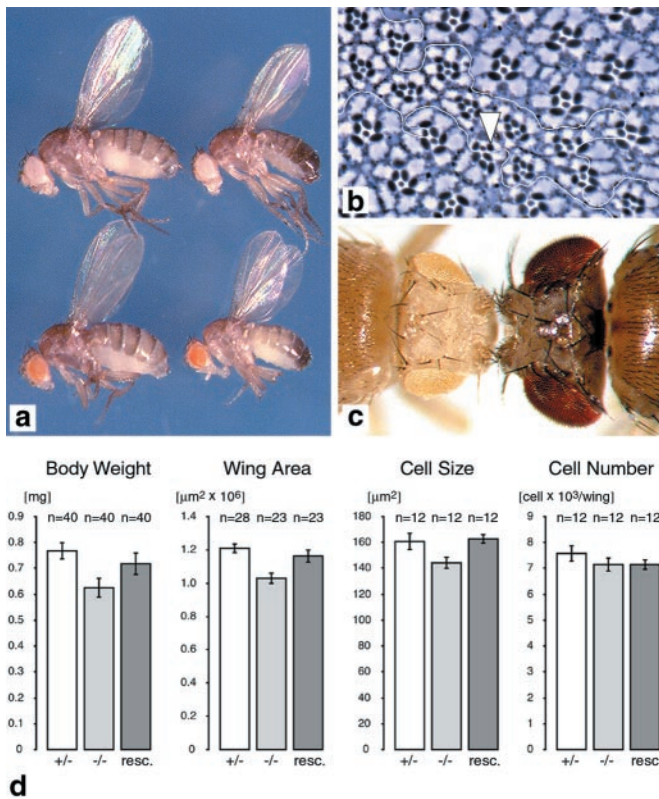 a
b
c
Body Weight
[mg]
n=40 n=40 n=40
0.9
0.8
0.7
0.6
0.5
0.4
0.3
0.2
0.1
0
+/- -/- resc.
Wing Area
[μm² x 10⁶]
n=28 n=23 n=23
1.4
1.2
1.0
0.8
0.6
0.4
0.2
0
+/- -/- resc.
Cell Size
[μm²]
n=12 n=12 n=12
180
160
140
120
100
80
60
40
20
0
+/- -/- resc.
Cell Number
[cell x 10³/wing]
n=12 n=12 n=12
9
8
7
6
5
4
3
2
1
0
+/- -/- resc.
d